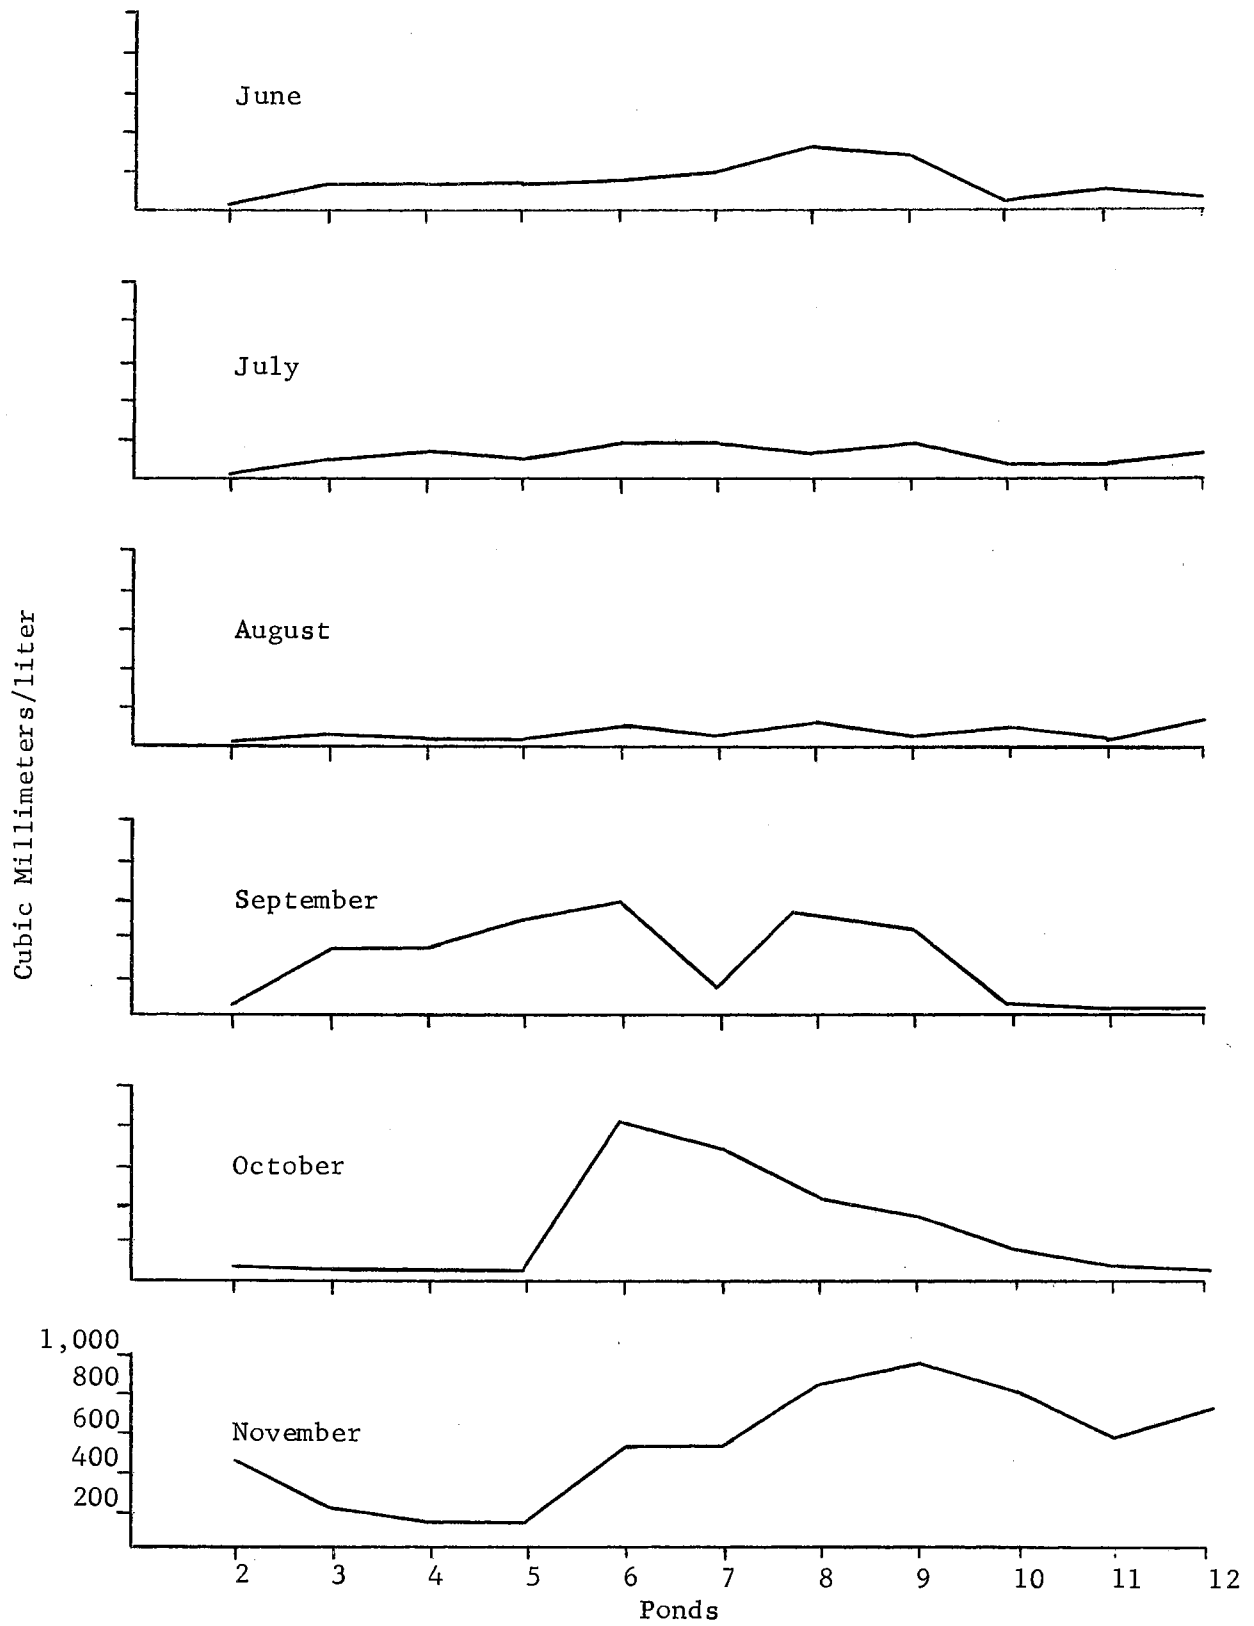 June
July
August
Cubic Millimeters/liter
September
October
1,000
800
600
November
400
200
2 3 4 5 6 7 8 9 10 11 12
Ponds